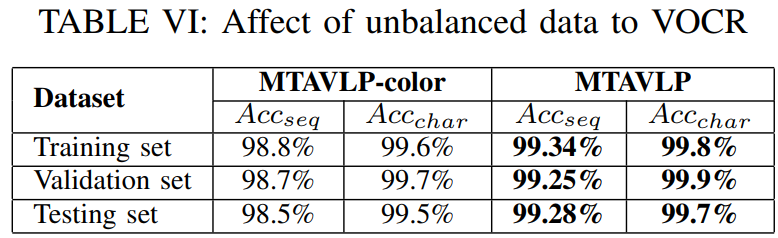 TABLE VI: Affect of unbalanced data to VOCR
Dataset MTAVLP-color MTAVLP
Acc_seq Acc_char Acc_seq Acc_char
Training set 98.8% 99.6% 99.34% 99.8%
Validation set 98.7% 99.7% 99.25% 99.9%
Testing set 98.5% 99.5% 99.28% 99.7%